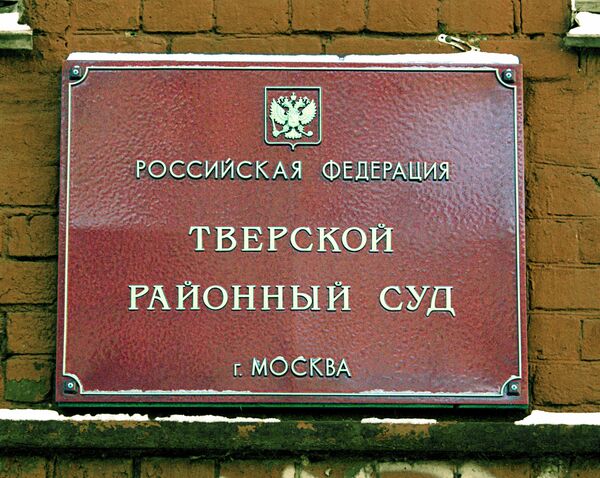 РОССИЙСКАЯ ФЕДЕРАЦИЯ
ТВЕРСКОЙ
РАЙОННЫЙ СУД
г. МОСКВА